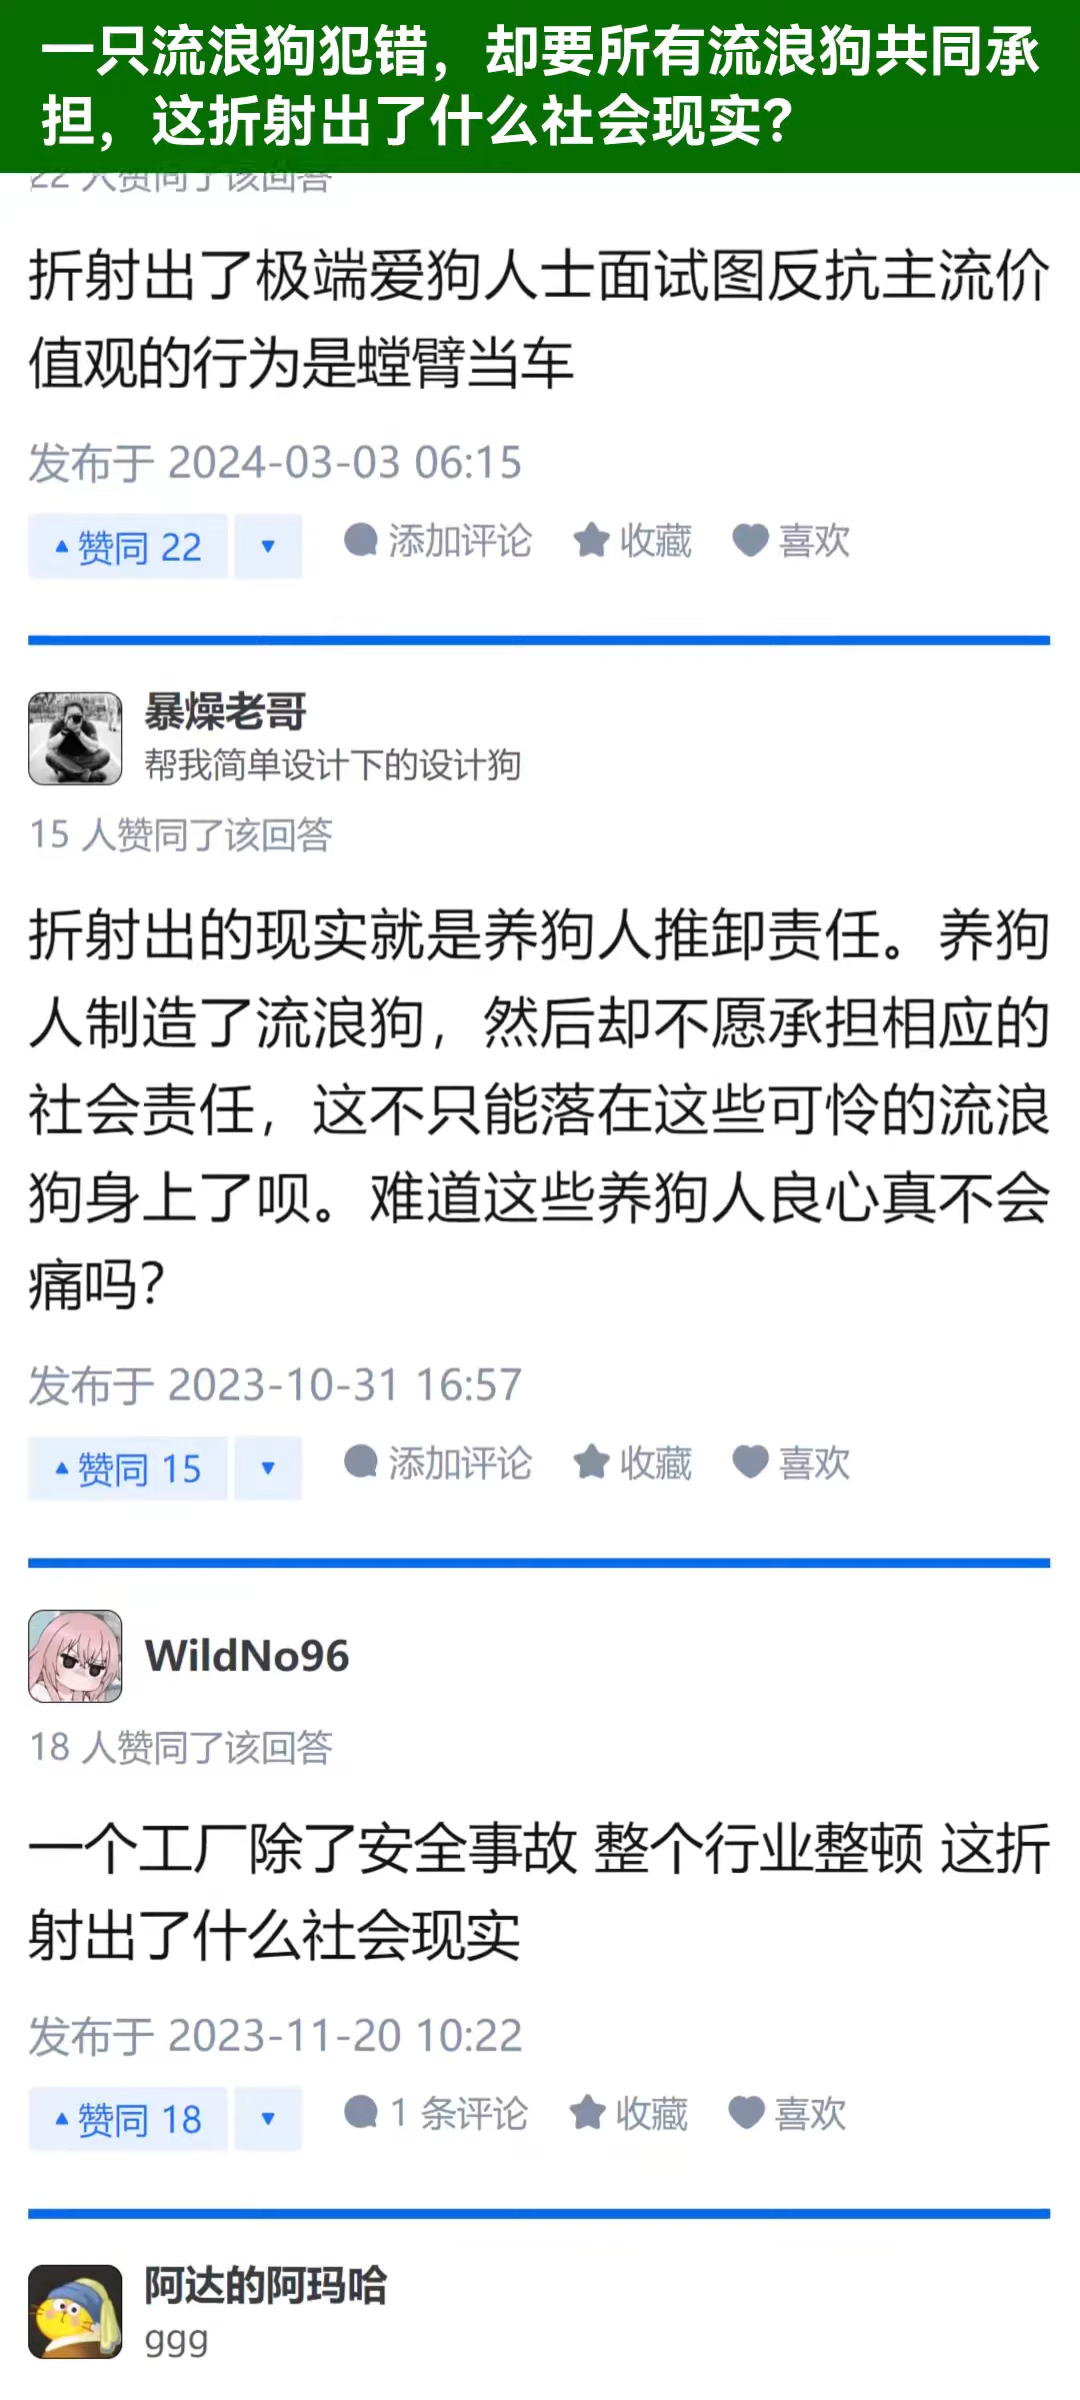 一只流浪狗犯错，却要所有流浪狗共同承
担，这折射出了什么社会现实？
22 人赞同了该回答
折射出了极端爱狗人士面试图反抗主流价
值观的行为是螳臂当车
发布于 2024-03-03 06:15
赞同 22 添加评论 收藏 喜欢
暴燥老哥
帮我简单设计下的设计狗
15 人赞同了该回答
折射出的现实就是养狗人推卸责任。养狗
人制造了流浪狗，然后却不愿承担相应的
社会责任，这不只能落在这些可怜的流浪
狗身上了呗。难道这些养狗人良心真不会
痛吗？
发布于 2023-10-31 16:57
赞同 15 添加评论 收藏 喜欢
WildNo96
18 人赞同了该回答
一个工厂除了安全事故 整个行业整顿 这折
射出了什么社会现实
发布于 2023-11-20 10:22
赞同 18 1 条评论 收藏 喜欢
阿达的阿玛哈
ggg